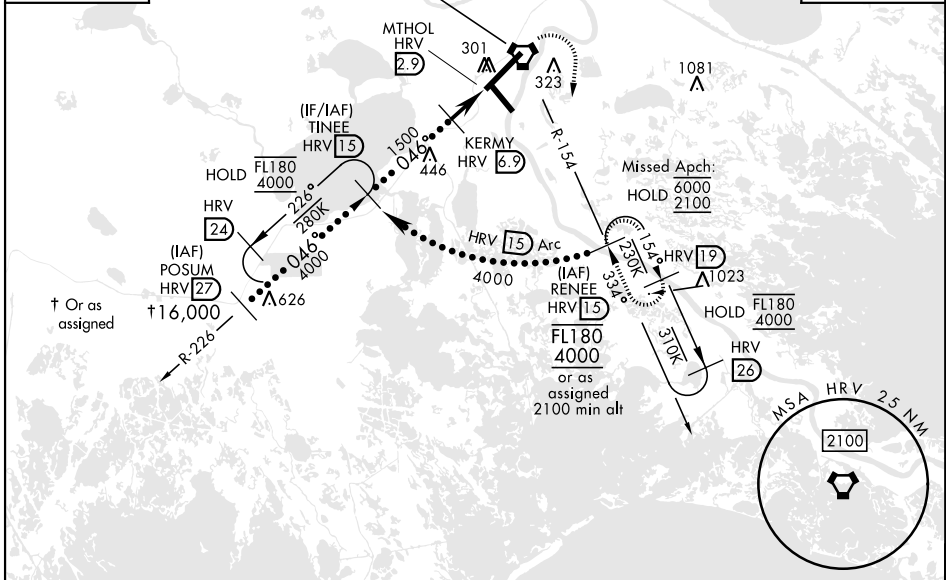 MTHOL
HRV
2.9
301
323
1081
(IF/IAF)
TINEE
HRV 15
1500
046°
446
KERMY
HRV 6.9
R-154
Missed Apch:
HOLD 6000
2100
HOLD FL180
4000
226°
280K
HRV
24
046°
4000
(IAF)
POSUM
HRV 27
†16,000
626
† Or as
assigned
R-226
HRV 15 Arc
4000
(IAF)
RENEE
HRV 15
FL180
4000
or as
assigned
2100 min alt
230K
154°
334°
HRV 19
1023
HOLD FL180
4000
310K
HRV
26
MSA HRV 25 NM
2100